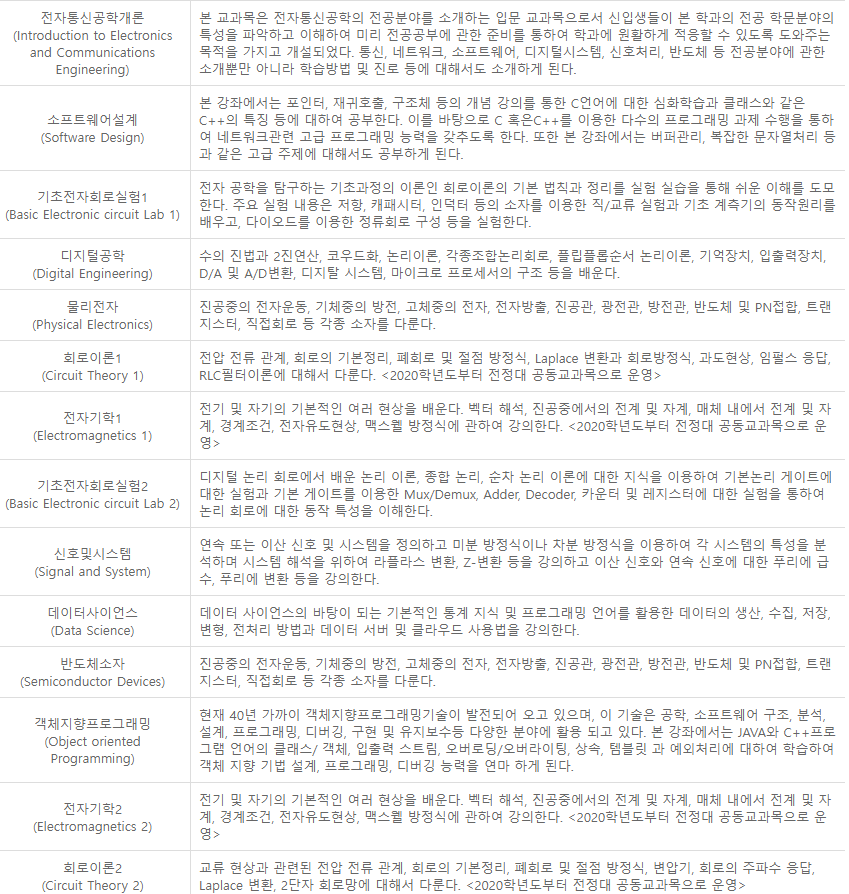 전자통신공학개론
(Introduction to Electronics
and Communications
Engineering)
본 교과목은 전자통신공학의 전공분야를 소개하는 입문 교과목으로서 신입생들이 본 학과의 전공 학문분야의
특성을 파악하고 이해하여 미리 전공공부에 관한 준비를 통하여 학과에 원활하게 적응할 수 있도록 도와주는
목적을 가지고 개설되었다. 통신, 네트워크, 소프트웨어, 디지털시스템, 신호처리, 반도체 등 전공분야에 관한
소개뿐만 아니라 학습방법 및 진로 등에 대해서도 소개하게 된다.
소프트웨어설계
(Software Design)
본 강좌에서는 포인터, 재귀호출, 구조체 등의 개념 강의를 통한 C언어에 대한 심화학습과 클래스와 같은
C++의 특징 등에 대하여 공부한다. 이를 바탕으로 C 혹은C++를 이용한 다수의 프로그래밍 과제 수행을 통하
여 네트워크관련 고급 프로그래밍 능력을 갖추도록 한다. 또한 본 강좌에서는 버퍼관리, 복잡한 문자열처리 등
과 같은 고급 주제에 대해서도 공부하게 된다.
기초전자회로실험1
(Basic Electronic circuit Lab 1)
전자 공학을 탐구하는 기초과정의 이론인 회로이론의 기본 법칙과 정리를 실험 실습을 통해 쉬운 이해를 도모
한다. 주요 실험 내용은 저항, 캐패시터, 인덕터 등의 소자를 이용한 직/교류 실험과 기초 계측기의 동작원리를
배우고, 다이오드를 이용한 정류회로 구성 등을 실험한다.
디지털공학
(Digital Engineering)
수의 진법과 2진연산, 코우드화, 논리이론, 각종조합논리회로, 플립플롭순서 논리이론, 기억장치, 입출력장치,
D/A 및 A/D변환, 디지탈 시스템, 마이크로 프로세서의 구조 등을 배운다.
물리전자
(Physical Electronics)
진공중의 전자운동, 기체중의 방전, 고체중의 전자, 전자방출, 진공관, 광전관, 방전관, 반도체 및 PN접합, 트랜
지스터, 직접회로 등 각종 소자를 다룬다.
회로이론1
(Circuit Theory 1)
전압 전류 관계, 회로의 기본정리, 폐회로 및 절점 방정식, Laplace 변환과 회로방정식, 과도현상, 임펄스 응답,
RLC필터이론에 대해서 다룬다. <2020학년도부터 전정대 공동교과목으로 운영>
전자기학1
(Electromagnetics 1)
전기 및 자기의 기본적인 여러 현상을 배운다. 벡터 해석, 진공중에서의 전계 및 자계, 매체 내에서 전계 및 자
계, 경계조건, 전자유도현상, 맥스웰 방정식에 관하여 강의한다. <2020학년도부터 전정대 공동교과목으로 운
영>
기초전자회로실험2
(Basic Electronic circuit Lab 2)
디지털 논리 회로에서 배운 논리 이론, 종합 논리, 순차 논리 이론에 대한 지식을 이용하여 기본논리 게이트에
대한 실험과 기본 게이트를 이용한 Mux/Demux, Adder, Decoder, 카운터 및 레지스터에 대한 실험을 통하여
논리 회로에 대한 동작 특성을 이해한다.
신호및시스템
(Signal and System)
연속 또는 이산 신호 및 시스템을 정의하고 미분 방정식이나 차분 방정식을 이용하여 각 시스템의 특성을 분
석하며 시스템 해석을 위하여 라플라스 변환, Z-변환 등을 강의하고 이산 신호와 연속 신호에 대한 푸리에 급
수, 푸리에 변환 등을 강의한다.
데이터사이언스
(Data Science)
데이터 사이언스의 바탕이 되는 기본적인 통계 지식 및 프로그래밍 언어를 활용한 데이터의 생산, 수집, 저장,
변형, 전처리 방법과 데이터 서버 및 클라우드 사용법을 강의한다.
반도체소자
(Semiconductor Devices)
진공중의 전자운동, 기체중의 방전, 고체중의 전자, 전자방출, 진공관, 광전관, 방전관, 반도체 및 PN접합, 트랜
지스터, 직접회로 등 각종 소자를 다룬다.
객체지향프로그래밍
(Object oriented
Programming)
현재 40년 가까이 객체지향프로그래밍기술이 발전되어 오고 있으며, 이 기술은 공학, 소프트웨어 구조, 분석,
설계, 프로그래밍, 디버깅, 구현 및 유지보수등 다양한 분야에 활용 되고 있다. 본 강좌에서는 JAVA와 C++프로
그램 언어의 클래스/ 객체, 입출력 스트림, 오버로딩/오버라이팅, 상속, 템블릿 과 예외처리에 대하여 학습하여
객체 지향 기법 설계, 프로그래밍, 디버깅 능력을 연마 하게 된다.
전자기학2
(Electromagnetics 2)
전기 및 자기의 기본적인 여러 현상을 배운다. 벡터 해석, 진공중에서의 전계 및 자계, 매체 내에서 전계 및 자
계, 경계조건, 전자유도현상, 맥스웰 방정식에 관하여 강의한다. <2020학년도부터 전정대 공동교과목으로 운
영>
회로이론2
(Circuit Theory 2)
교류 현상과 관련된 전압 전류 관계, 회로의 기본정리, 폐회로 및 절점 방정식, 변압기, 회로의 주파수 응답,
Laplace 변환, 2단자 회로망에 대해서 다룬다. <2020학년도부터 전정대 공동교과목으로 운영>